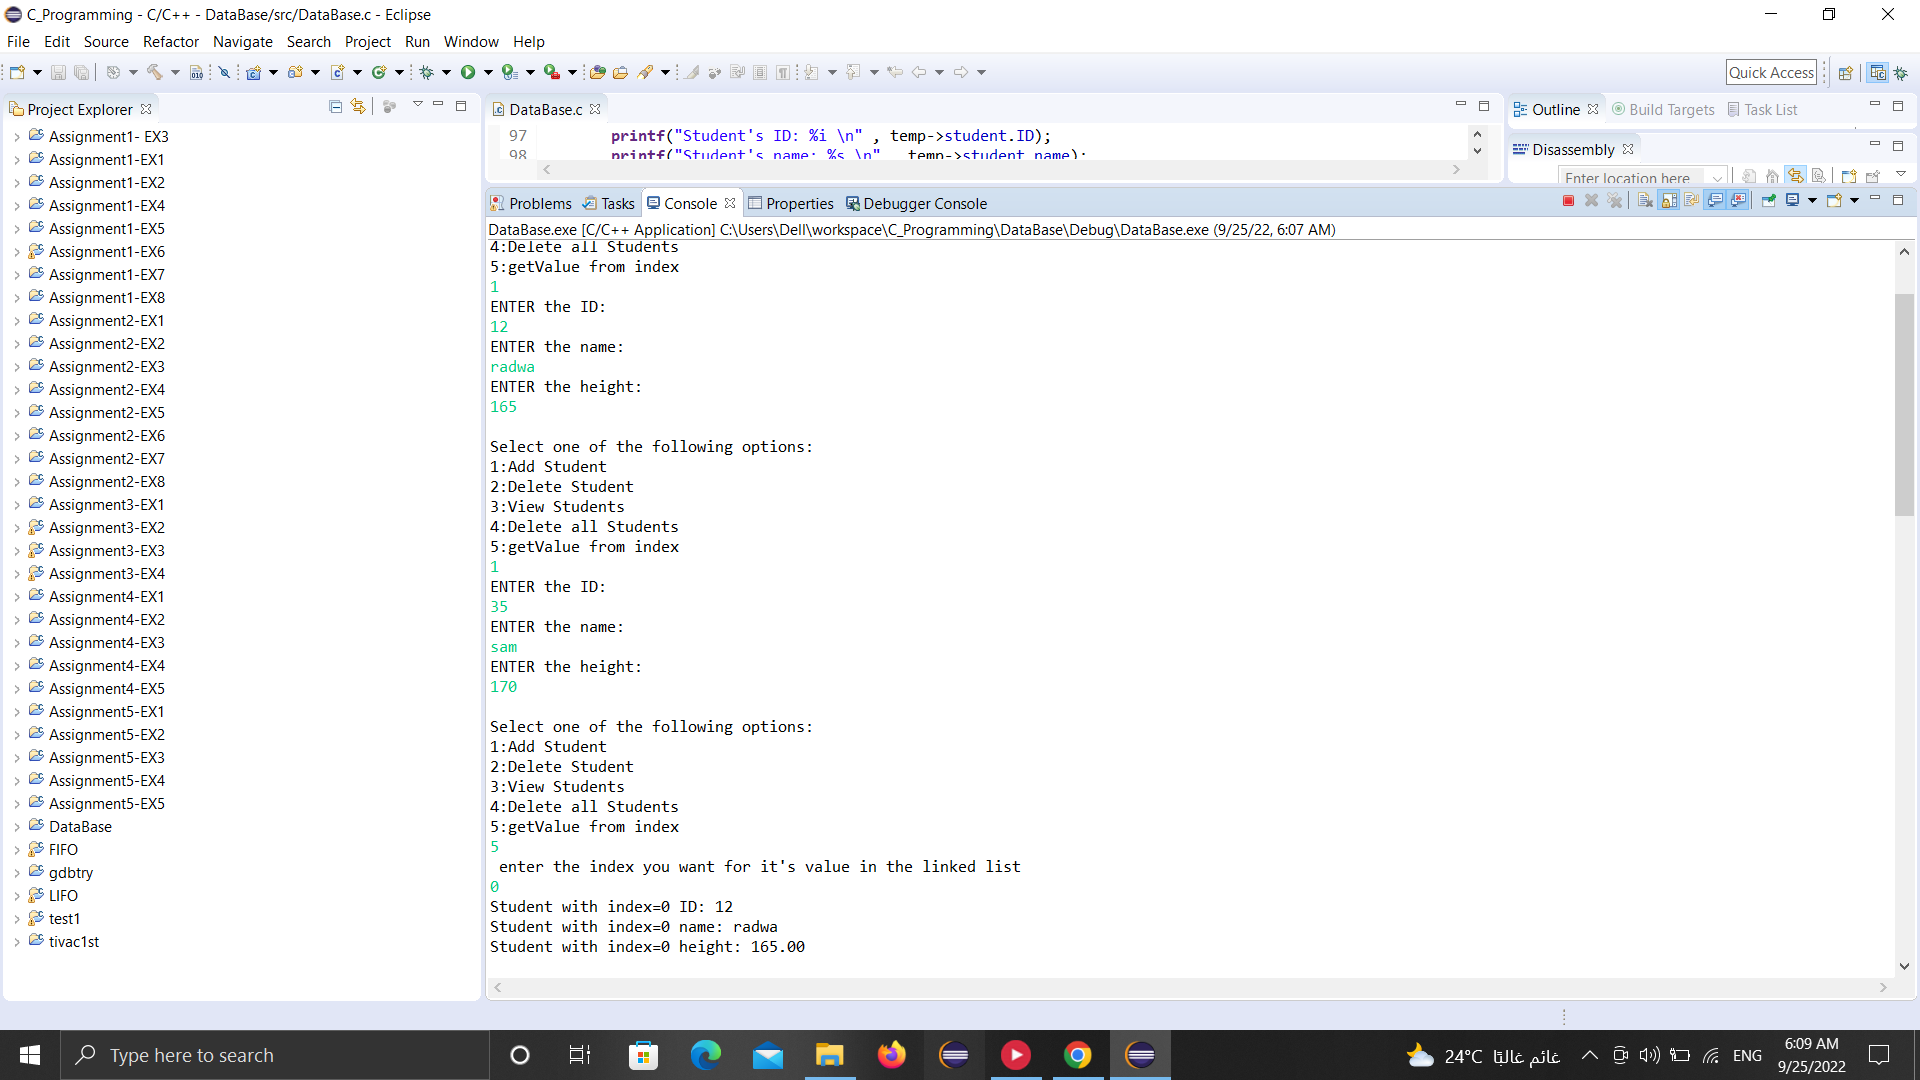 C_Programming - C/C++ - DataBase/src/DataBase.c - Eclipse
File Edit Source Refactor Navigate Search Project Run Window Help
Quick Access
Project Explorer
Assignment1- EX3
Assignment1-EX1
Assignment1-EX2
Assignment1-EX4
Assignment1-EX5
Assignment1-EX6
Assignment1-EX7
Assignment1-EX8
Assignment2-EX1
Assignment2-EX2
Assignment2-EX3
Assignment2-EX4
Assignment2-EX5
Assignment2-EX6
Assignment2-EX7
Assignment2-EX8
Assignment3-EX1
Assignment3-EX2
Assignment3-EX3
Assignment3-EX4
Assignment4-EX1
Assignment4-EX2
Assignment4-EX3
Assignment4-EX4
Assignment4-EX5
Assignment5-EX1
Assignment5-EX2
Assignment5-EX3
Assignment5-EX4
Assignment5-EX5
DataBase
FIFO
gdbtry
LIFO
test1
tivac1st
DataBase.c
97 printf("Student's ID: %i \n" , temp->student.ID);
98 printf("Student's name: %s \n" temp->student name);
Outline Build Targets Task List
Disassembly
Enter location here
Problems Tasks Console Properties Debugger Console
DataBase.exe [C/C++ Application] C:\Users\Dell\workspace\C_Programming\DataBase\Debug\DataBase.exe (9/25/22, 6:07 AM)
4:Delete all Students
5:getValue from index
1
ENTER the ID:
12
ENTER the name:
radwa
ENTER the height:
165
Select one of the following options:
1:Add Student
2:Delete Student
3:View Students
4:Delete all Students
5:getValue from index
1
ENTER the ID:
35
ENTER the name:
sam
ENTER the height:
170
Select one of the following options:
1:Add Student
2:Delete Student
3:View Students
4:Delete all Students
5:getValue from index
5
enter the index you want for it's value in the linked list
0
Student with index=0 ID: 12
Student with index=0 name: radwa
Student with index=0 height: 165.00
Type here to search
24°C غائم غالبًا
ENG
6:09 AM
9/25/2022